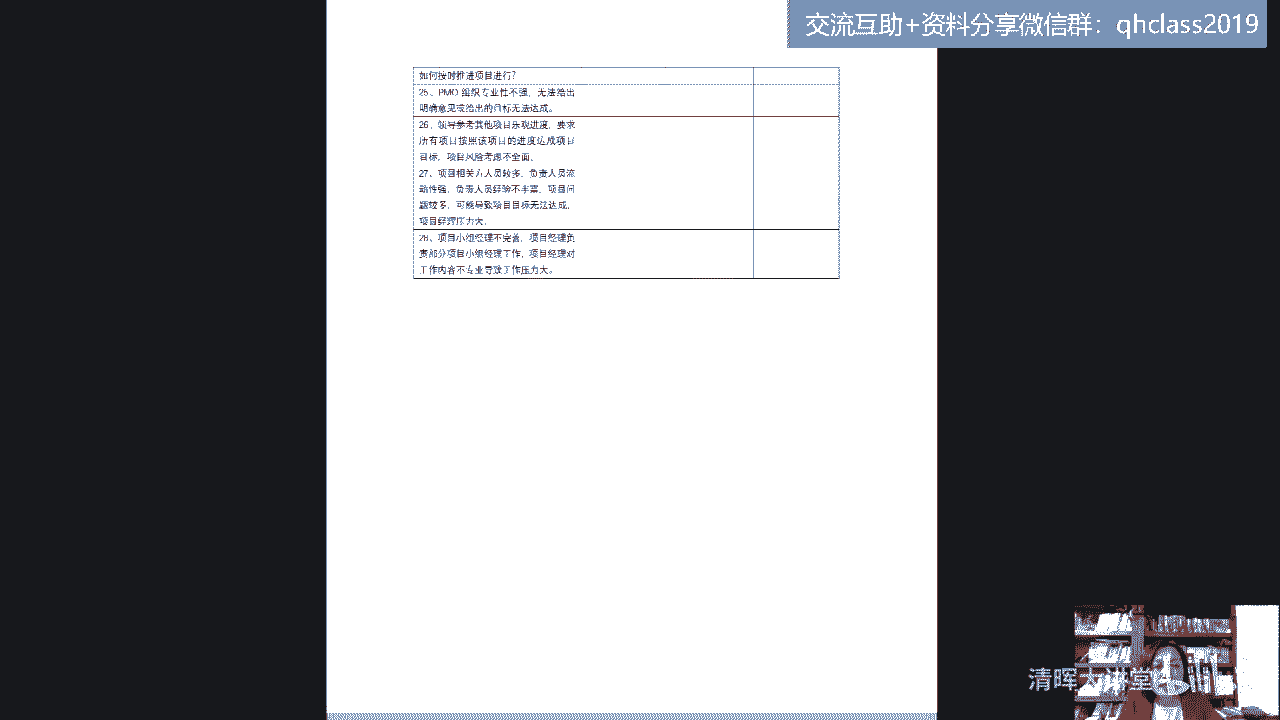 交流互助+资料分享微信群：qhclass2019
如何按时推进项目进行？
25、PMO 组织专业性不强，无法给出
明确意见或给出的目标无法达成。
26、领导参考其他项目乐观进度，要求
所有项目按照该项目的进度达成项目
目标，项目风险考虑不全面。
27、项目相关方人员较多，负责人员流
动性强，负责人员经验不丰富，项目问
题较多，可能导致项目目标无法达成，
项目经理压力大。
28、项目小组经理不完善，项目经理负
责部分项目小组经理工作，项目经理对
工作内容不专业导致工作压力大。
清晖大讲堂